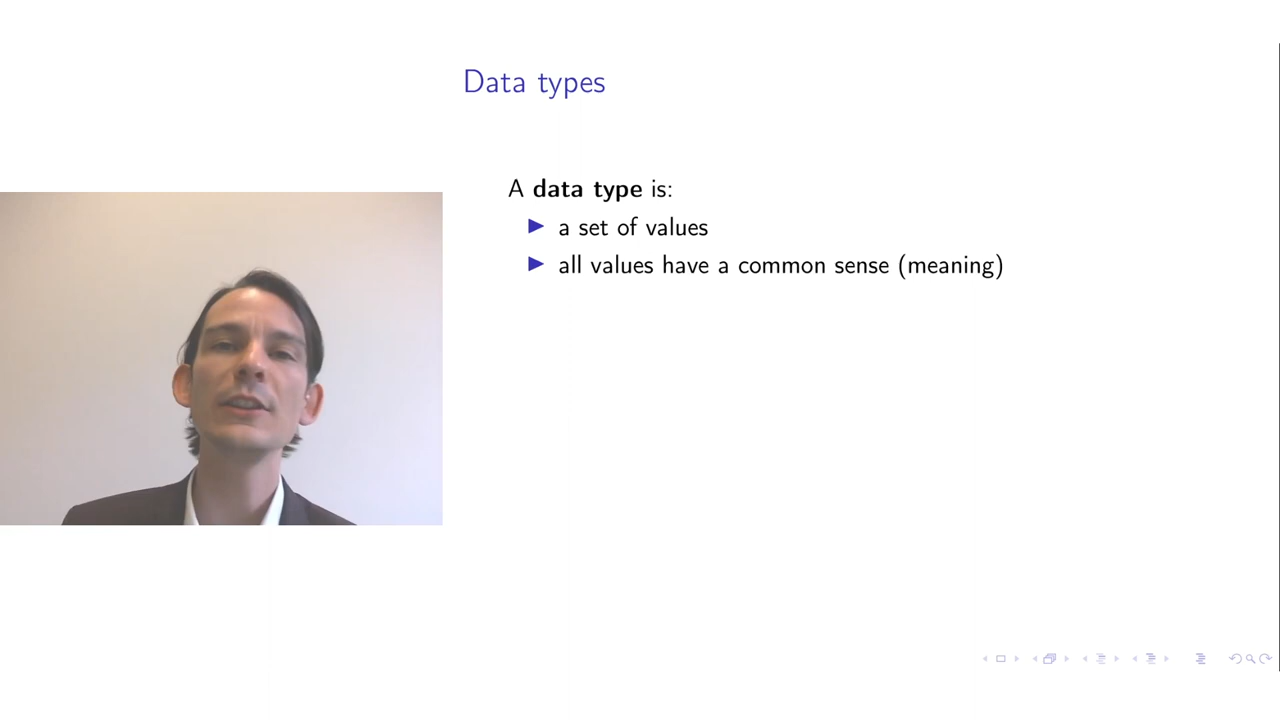 Data types
A data type is:
a set of values
all values have a common sense (meaning)